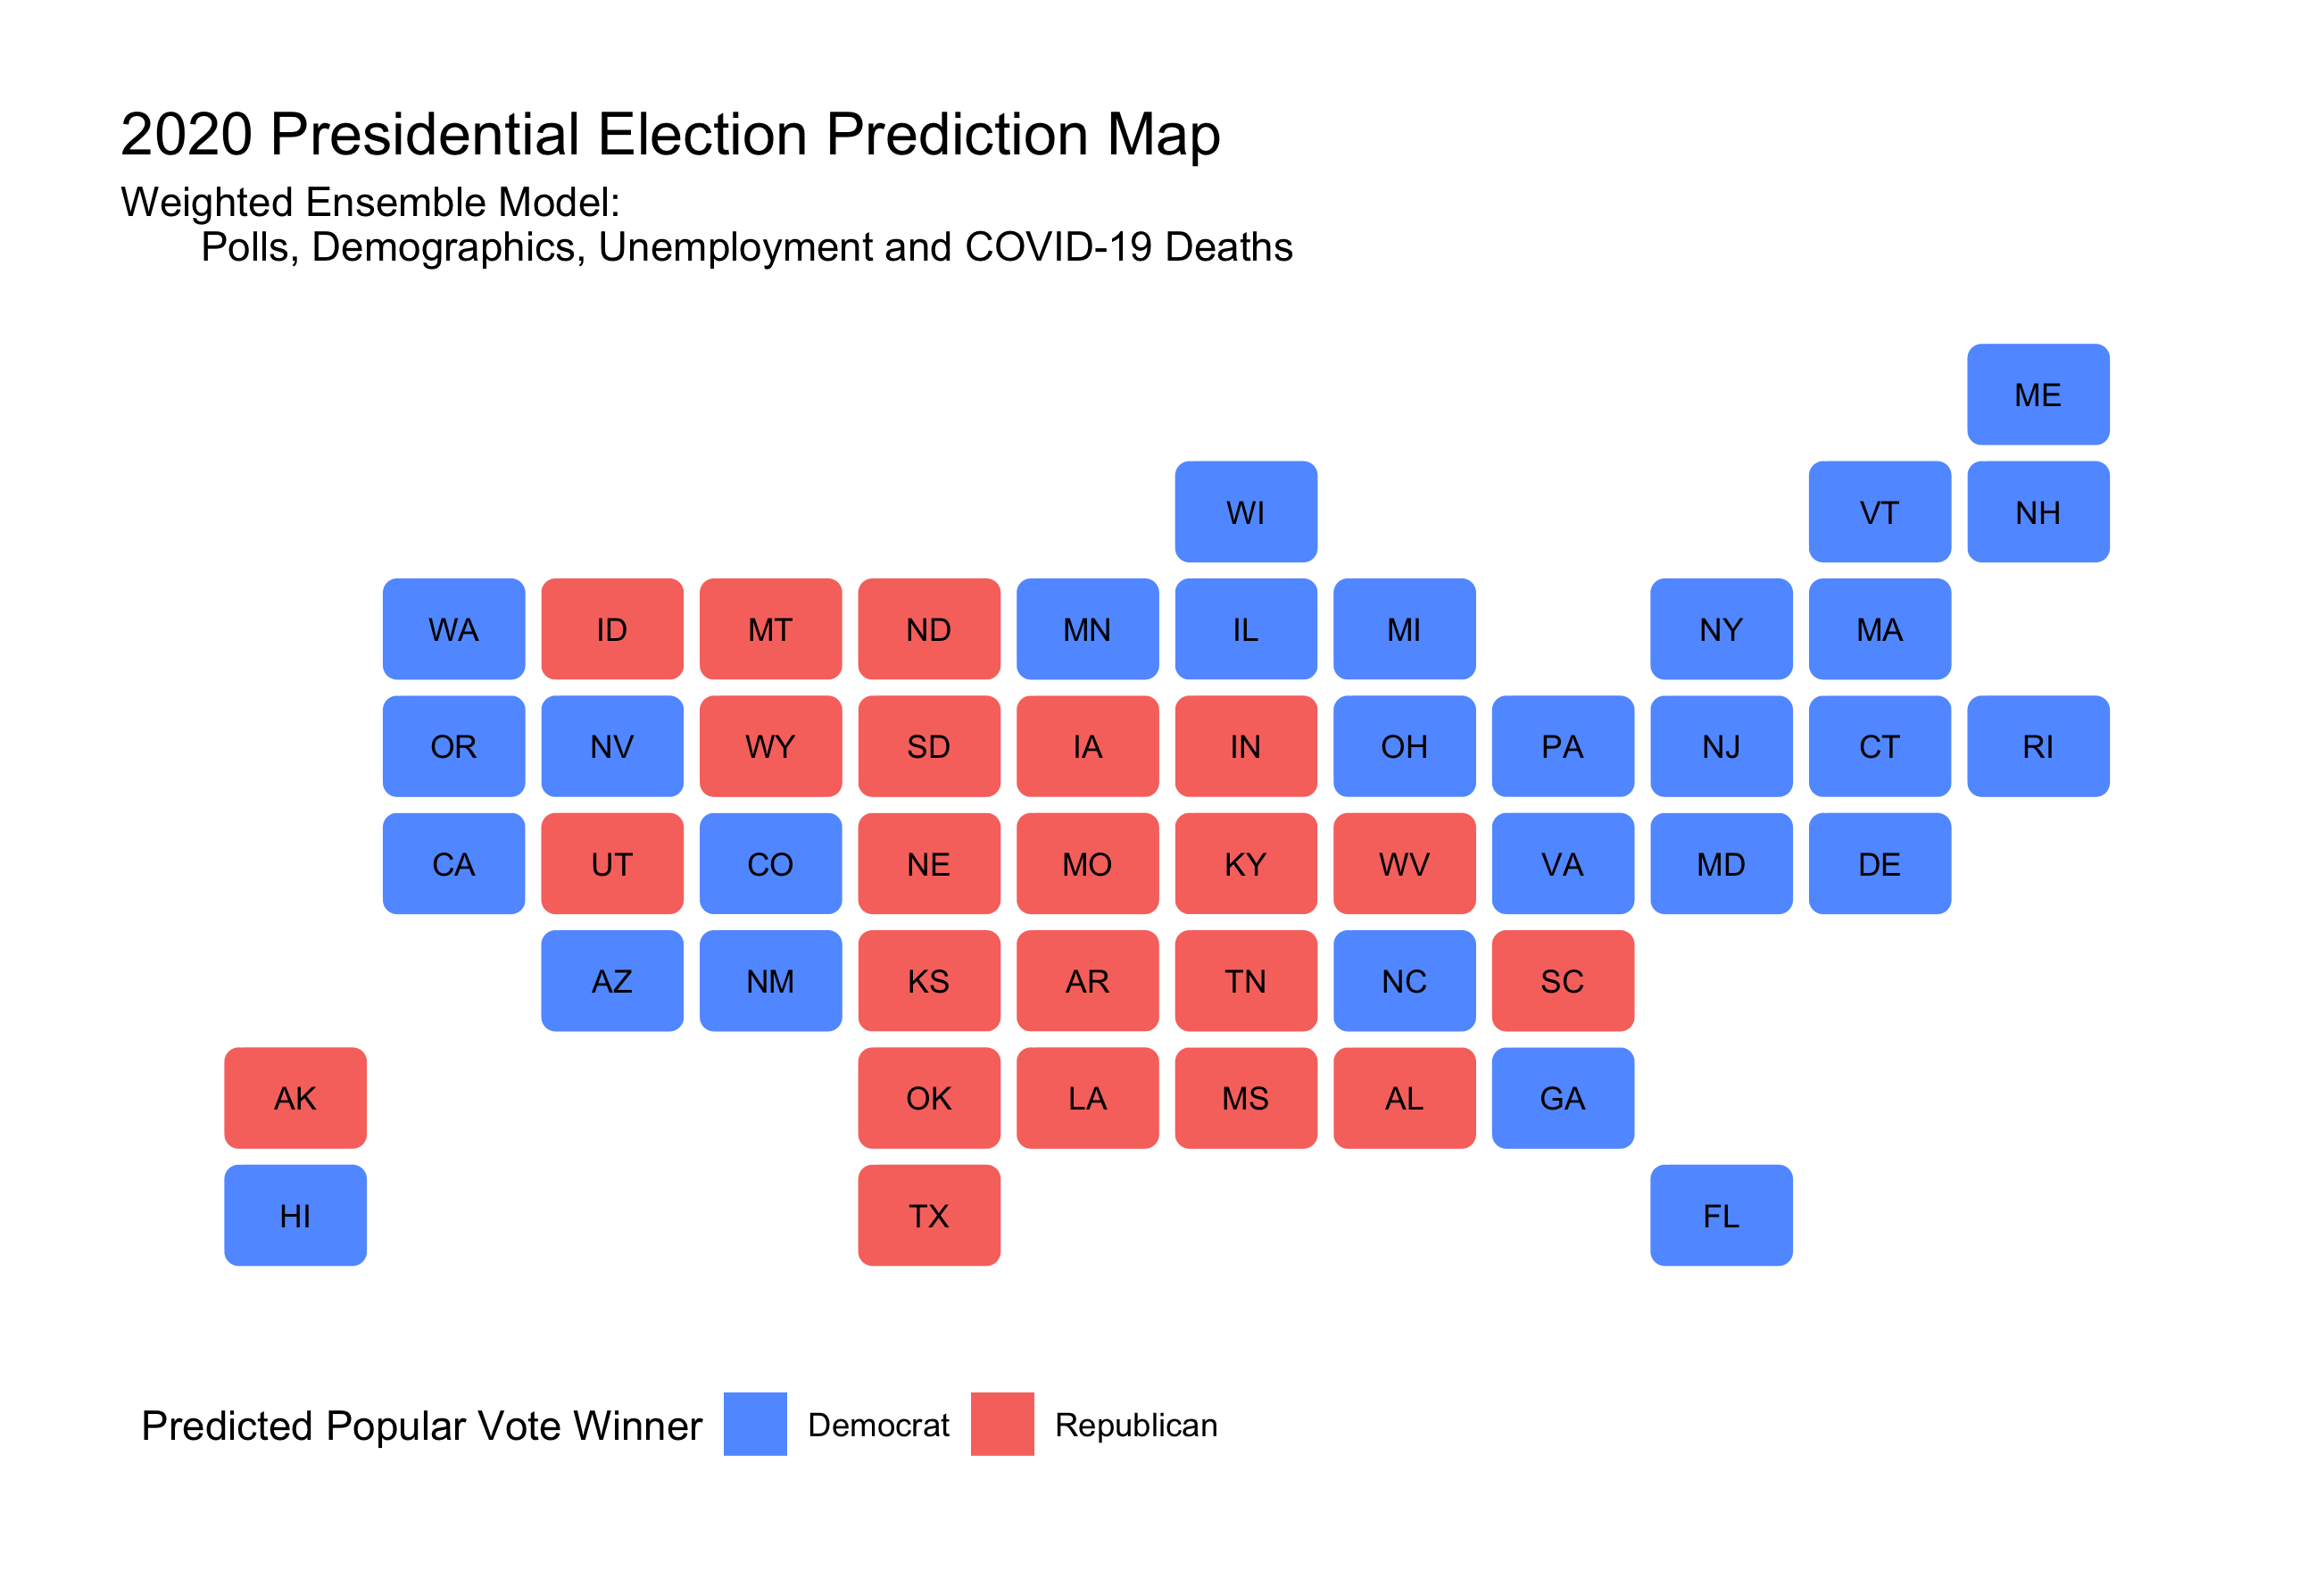 2020 Presidential Election Prediction Map
Weighted Ensemble Model:
Polls, Demographics, Unemployment and COVID-19 Deaths
ME
WI VT NH
WA ID MT ND MN IL MI NY MA
OR NV WY SD IA IN OH PA NJ CT RI
CA UT CO NE MO KY WV VA MD DE
AZ NM KS AR TN NC SC
AK OK LA MS AL GA
HI TX FL
Predicted Popular Vote Winner Democrat Republican